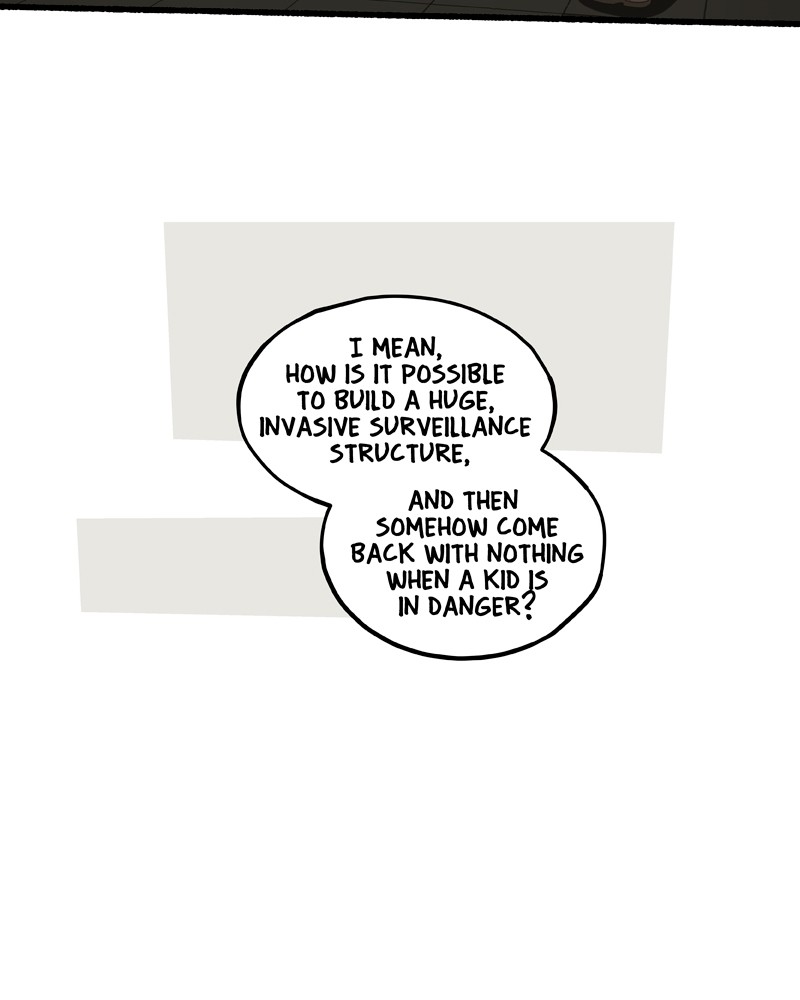 I MEAN,
HOW IS IT POSSIBLE
TO BUILD A HUGE,
INVASIVE SURVEILLANCE
STRUCTURE,
AND THEN
SOMEHOW COME
BACK WITH NOTHING
WHEN A KID IS
IN DANGER?